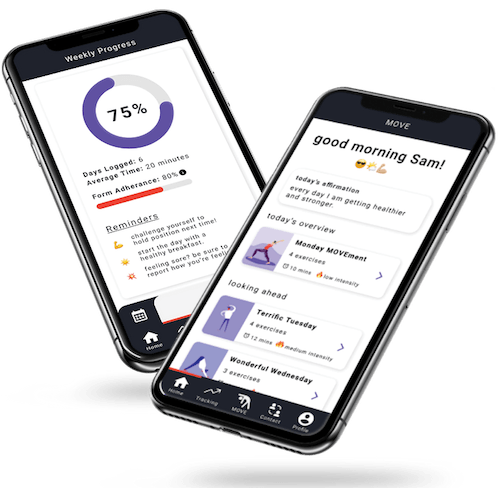 Weekly Progress
75%
Days Logged: 6
Average Time: 20 minutes
Form Adherance: 80%
Reminders
challenge yourself to
hold position next time!
start the day with a
healthy breakfast.
feeling sore? be sure to
report how you're feel
Home
MOVE
good morning Sam!
today's affirmation
every day I am getting healthier
and stronger.
today's overview
Monday MOVEment
4 exercises
10 mins low intensity
looking ahead
Terrific Tuesday
4 exercises
12 mins medium intensity
Wonderful Wednesday
3 exercises
Home
Tracking
MOVE
Contact
Profile